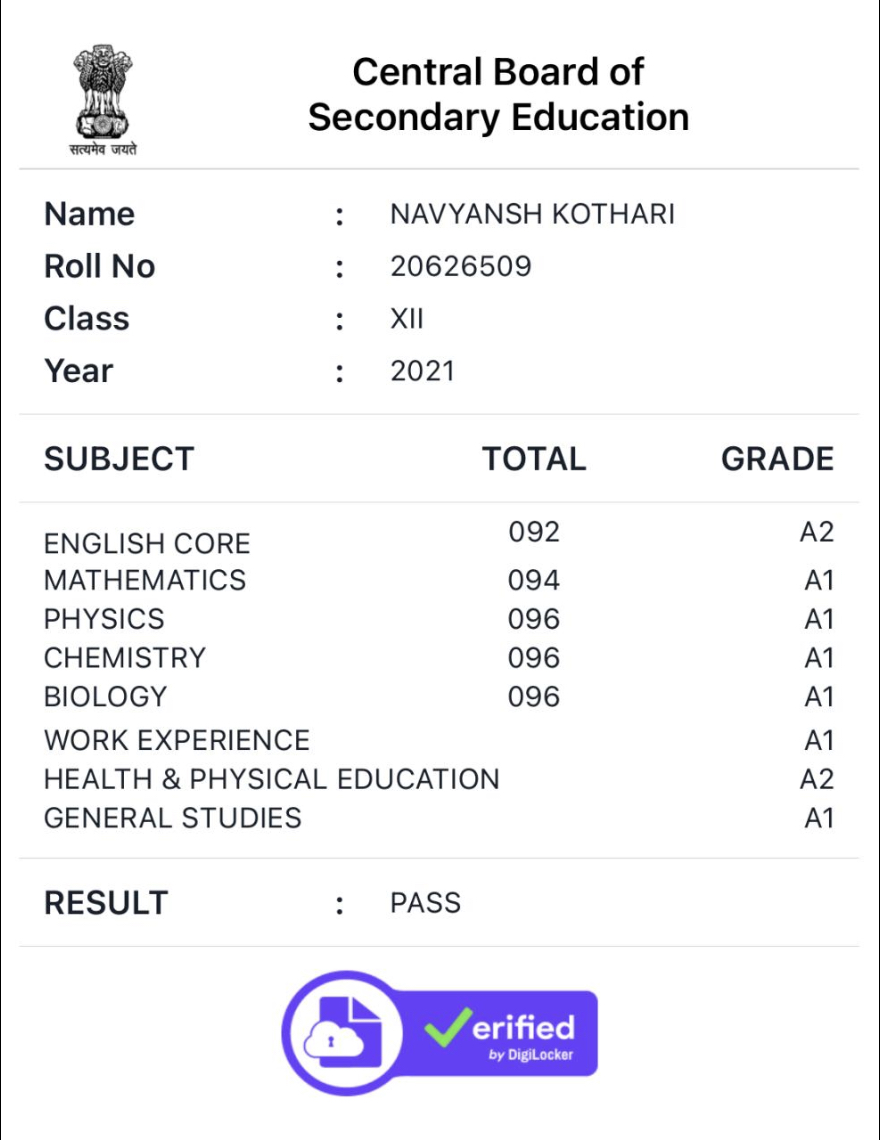 Central Board of
Secondary Education
सत्यमेव जयते
Name : NAVYANSH KOTHARI
Roll No : 20626509
Class : XII
Year : 2021
SUBJECT TOTAL GRADE
ENGLISH CORE 092 A2
MATHEMATICS 094 A1
PHYSICS 096 A1
CHEMISTRY 096 A1
BIOLOGY 096 A1
WORK EXPERIENCE A1
HEALTH & PHYSICAL EDUCATION A2
GENERAL STUDIES A1
RESULT : PASS
erified
by DigiLocker